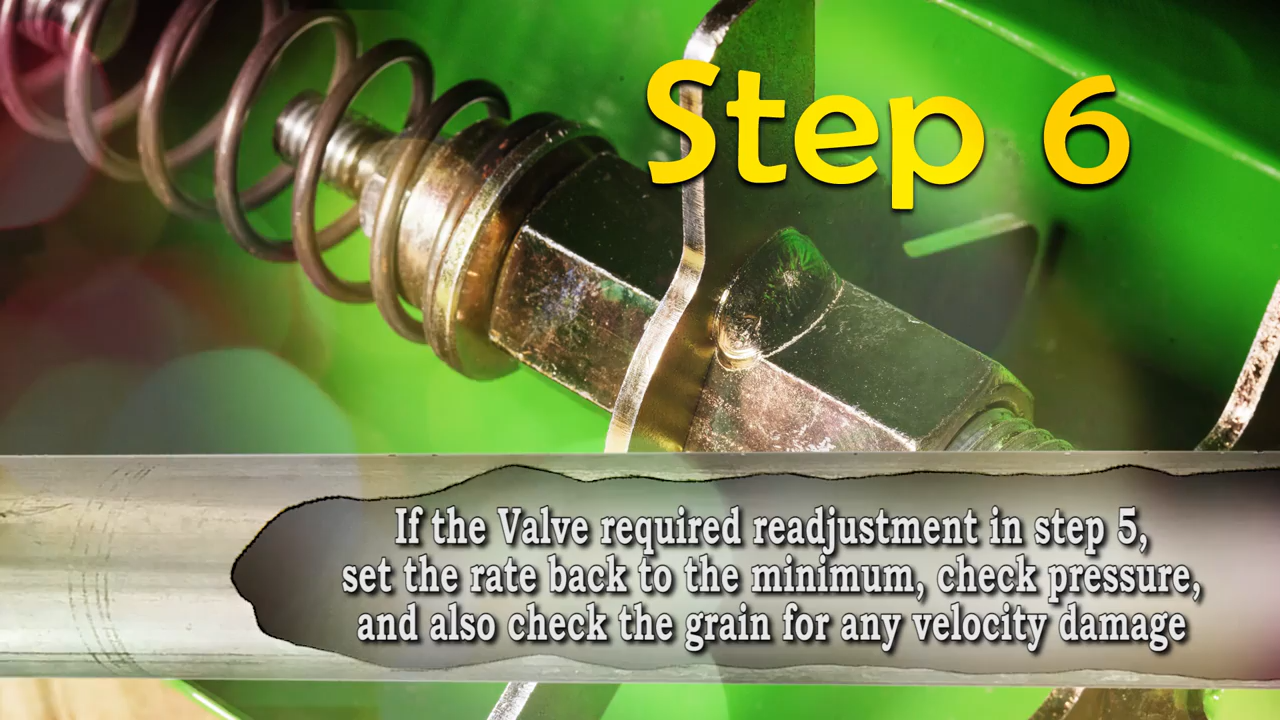 Step 6
If the Valve required readjustment in step 5,
set the rate back to the minimum, check pressure,
and also check the grain for any velocity damage